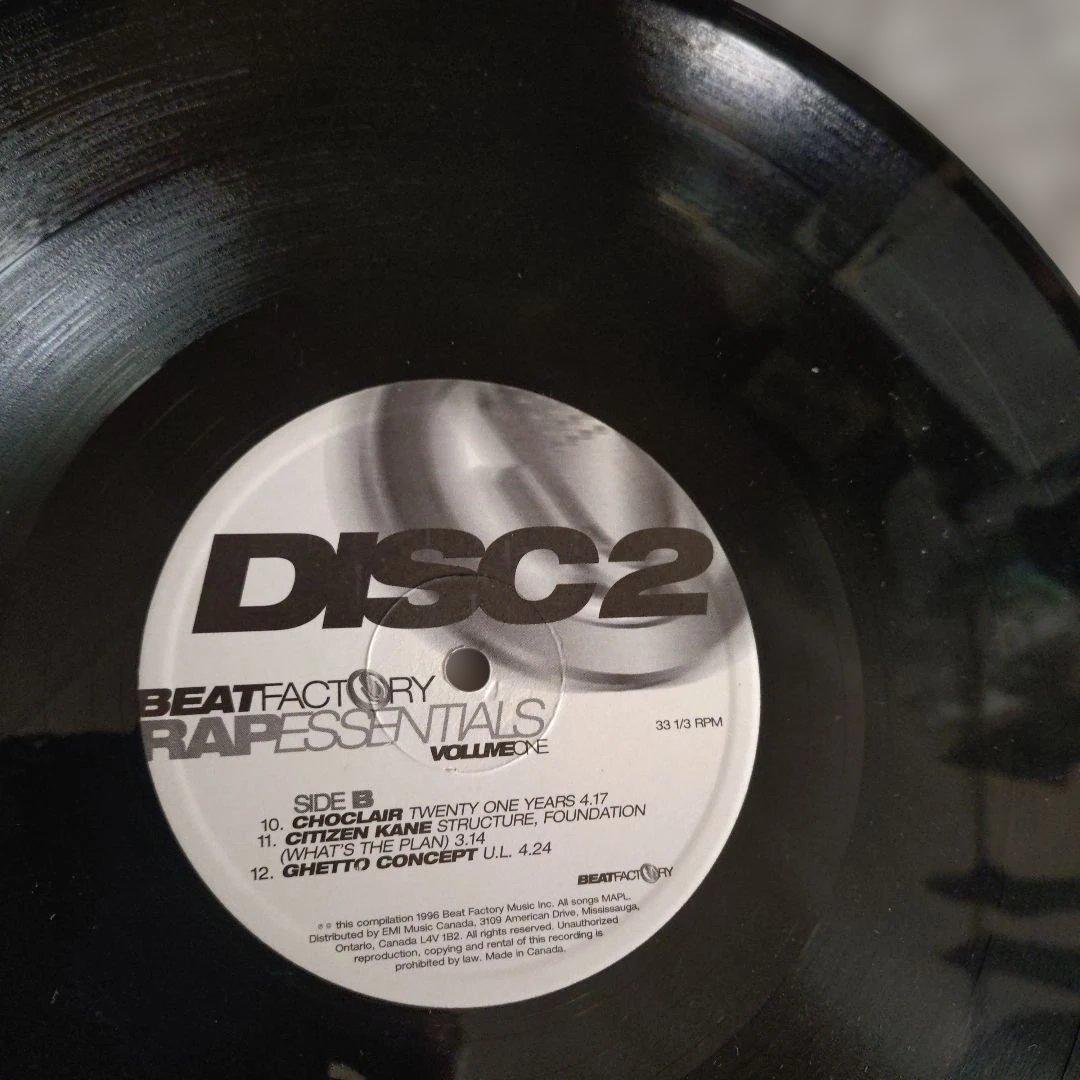 DISC 2
BEATFACTORY
RAPESSENTIALS
VOLUMEONE
33 1/3 RPM
SIDE B
10. CHOCLAIR TWENTY ONE YEARS 4.17
11. CITIZEN KANE STRUCTURE, FOUNDATION
(WHAT'S THE PLAN) 3.14
12. GHETTO CONCEPT U.L. 4.24
BEATFACTORY
℗ © this compilation 1996 Beat Factory Music Inc. All songs MAPL.
Distributed by EMI Music Canada, 3109 American Drive, Mississauga,
Ontario, Canada L4V 1B2. All rights reserved. Unauthorized
reproduction, copying and rental of this recording is
prohibited by law. Made in Canada.